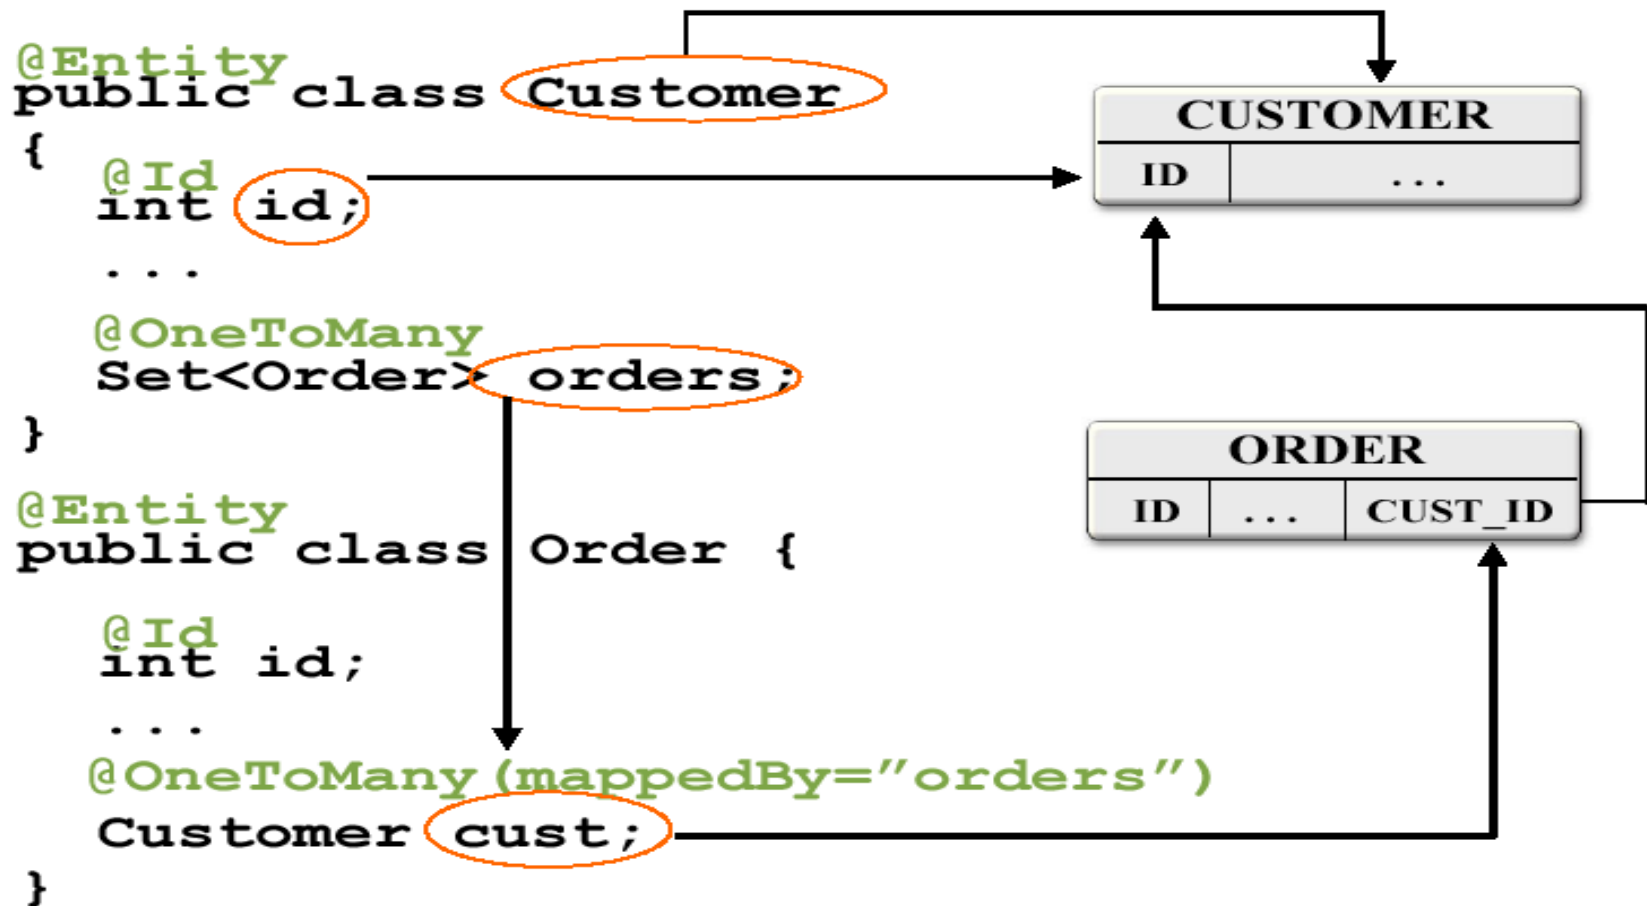 @Entity
public class Customer
{
@Id
int id;
...
@OneToMany
Set<Order> orders;
}
@Entity
public class Order {
@Id
int id;
...
@OneToMany(mappedBy=”orders”)
Customer cust;
}
CUSTOMER
ID ...
ORDER
ID ... CUST_ID